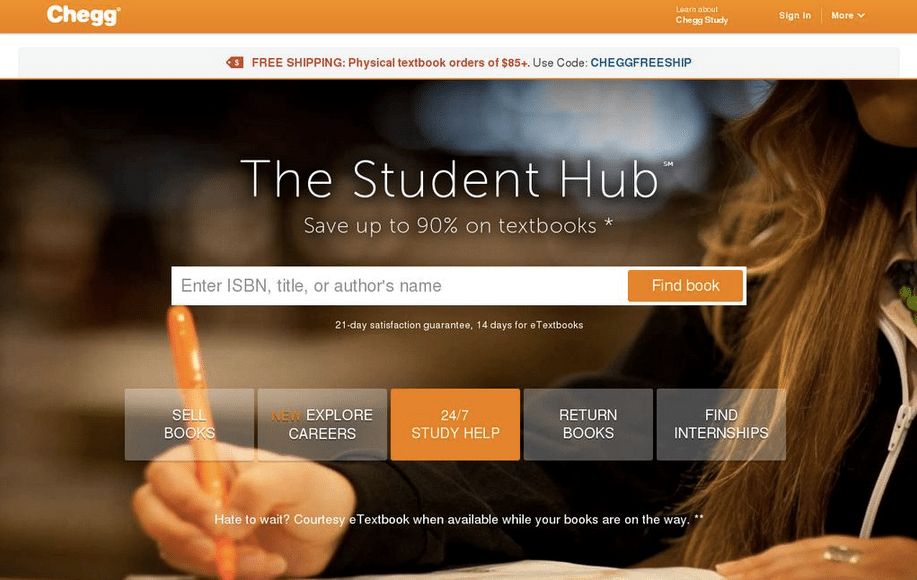 Chegg®
Learn about
Chegg Study
Sign In
More
$
FREE SHIPPING: Physical textbook orders of $85+. Use Code: CHEGGFREESHIP
The Student Hub℠
Save up to 90% on textbooks *
Enter ISBN, title, or author's name
Find book
21-day satisfaction guarantee, 14 days for eTextbooks
SELL
BOOKS
NEW EXPLORE
CAREERS
24/7
STUDY HELP
RETURN
BOOKS
FIND
INTERNSHIPS
Hate to wait? Courtesy eTextbook when available while your books are on the way. **